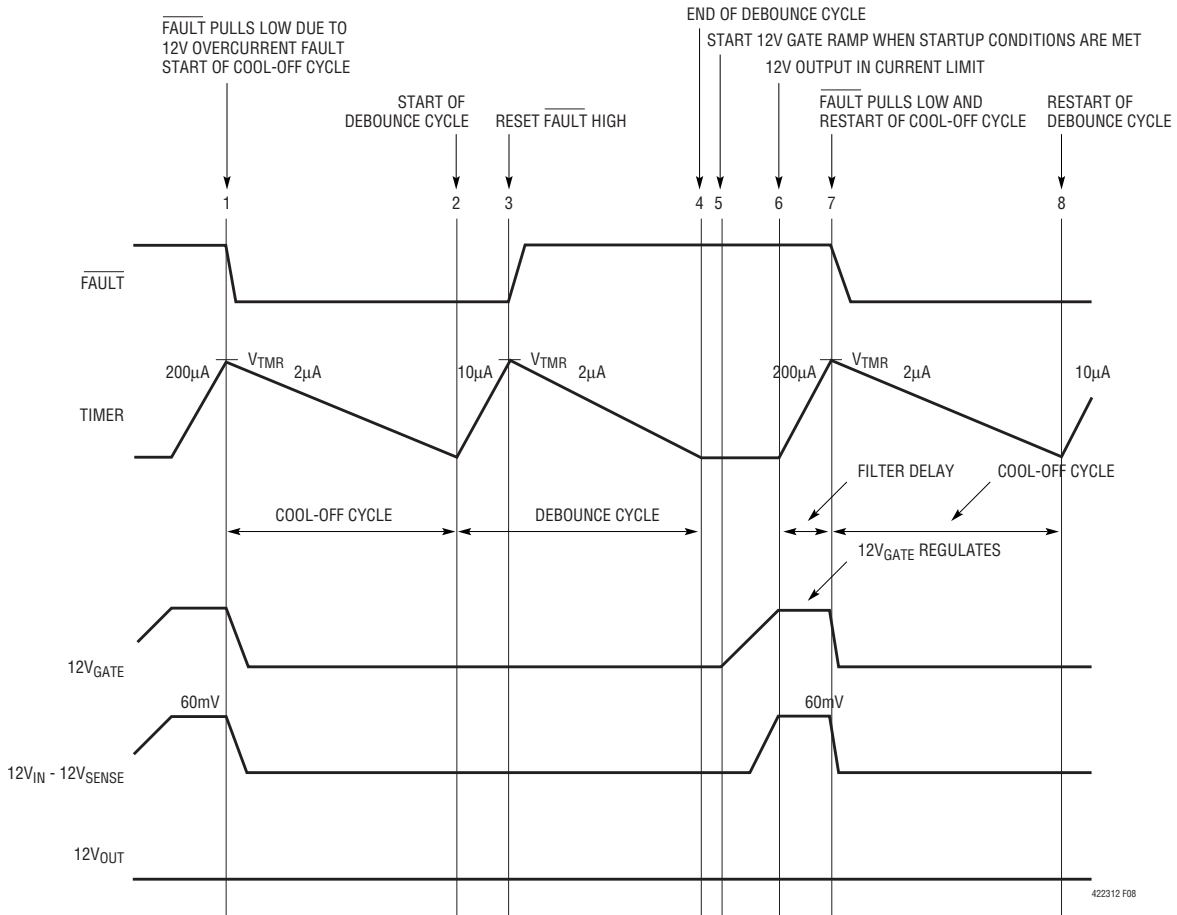 FAULT PULLS LOW DUE TO
12V OVERCURRENT FAULT
START OF COOL-OFF CYCLE
START OF
DEBOUNCE CYCLE
RESET FAULT HIGH
END OF DEBOUNCE CYCLE
START 12V GATE RAMP WHEN STARTUP CONDITIONS ARE MET
12V OUTPUT IN CURRENT LIMIT
FAULT PULLS LOW AND
RESTART OF COOL-OFF CYCLE
RESTART OF
DEBOUNCE CYCLE
1 2 3 4 5 6 7 8
FAULT
TIMER
200µA VTMR 2µA 10µA VTMR 2µA 200µA VTMR 2µA 10µA
FILTER DELAY
COOL-OFF CYCLE
COOL-OFF CYCLE
DEBOUNCE CYCLE
12VGATE REGULATES
12VGATE
60mV 60mV
12VIN - 12VSENSE
12VOUT
422312 F08